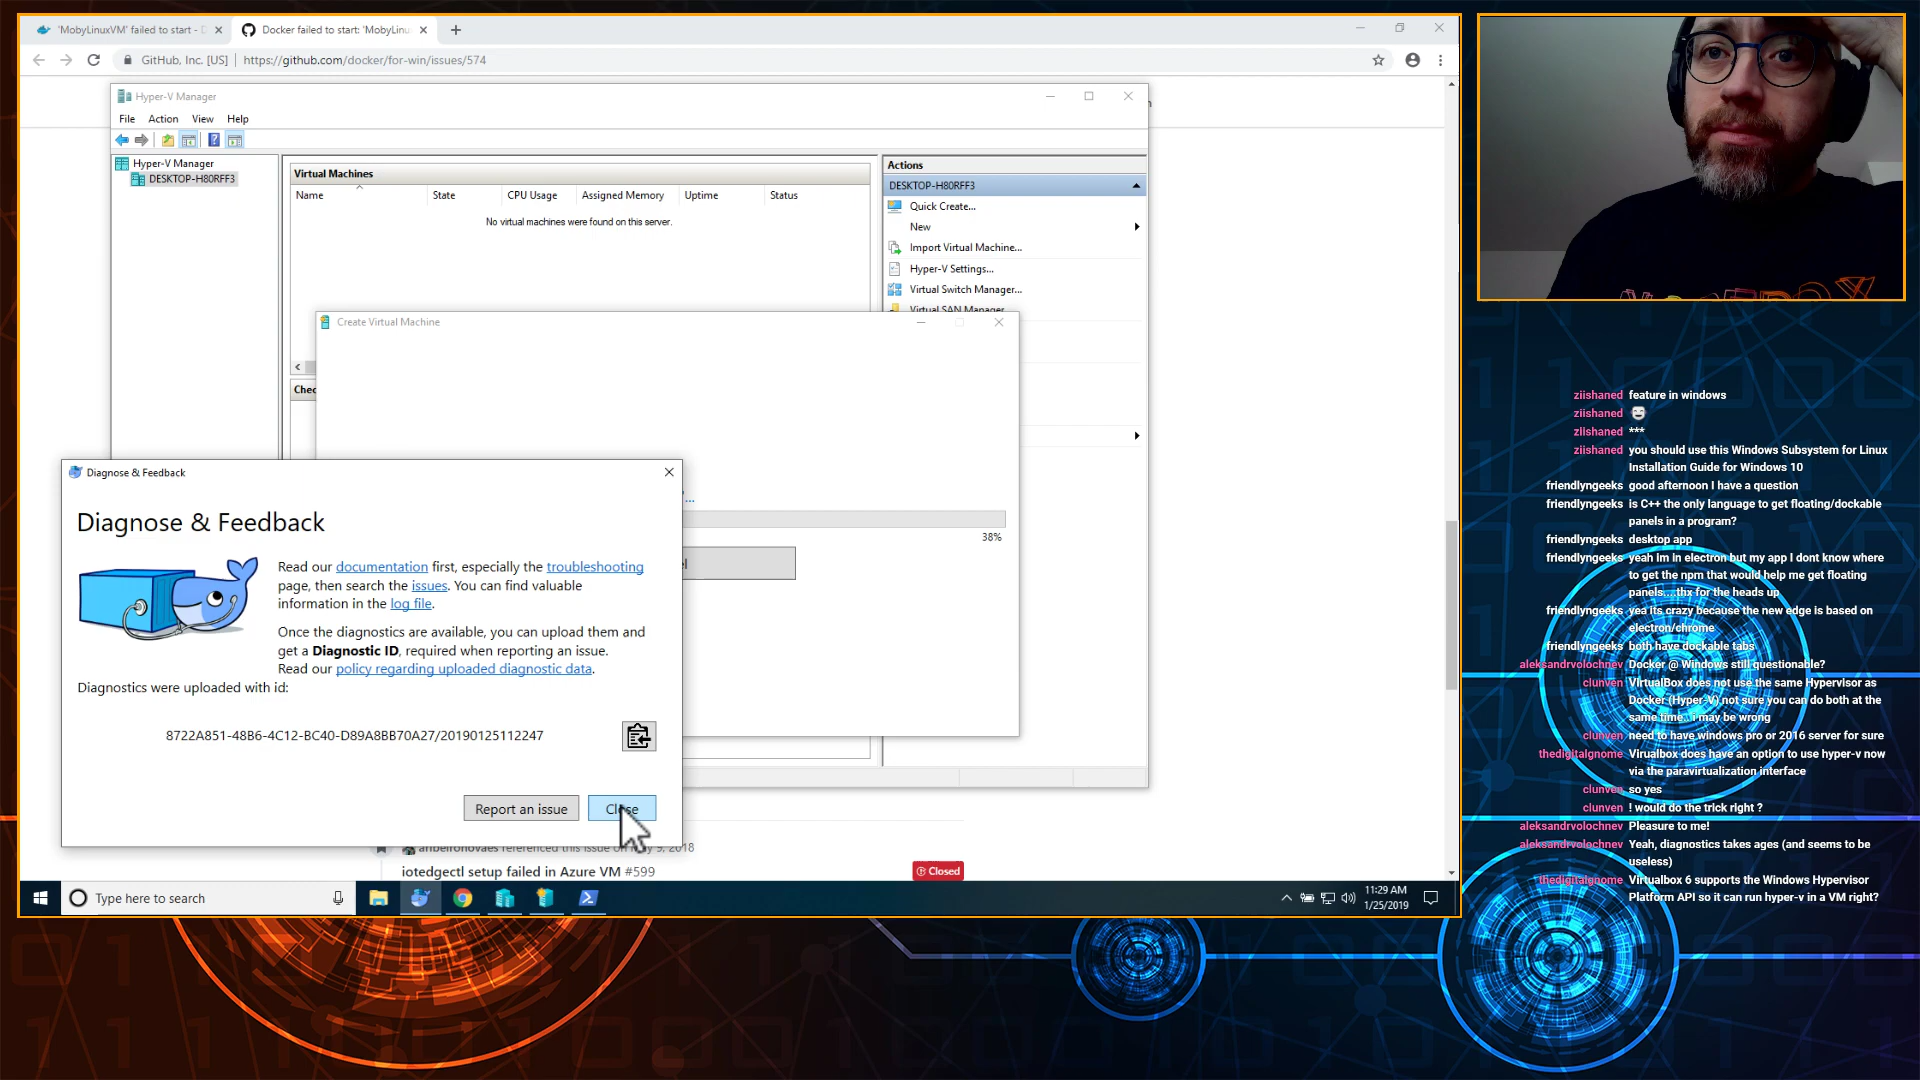 'MobyLinuxVM' failed to start - D
Docker failed to start: 'MobyLinu
GitHub, Inc. [US]
https://github.com/docker/for-win/issues/574
Hyper-V Manager
File Action View Help
Hyper-V Manager
DESKTOP-H80RFF3
Virtual Machines
Name State CPU Usage Assigned Memory Uptime Status
No virtual machines were found on this server.
Chec
Actions
DESKTOP-H80RFF3
Quick Create...
New
Import Virtual Machine...
Hyper-V Settings...
Virtual Switch Manager...
Virtual SAN Manager
Create Virtual Machine
38%
Diagnose & Feedback
Diagnose & Feedback
Read our documentation first, especially the troubleshooting
page, then search the issues. You can find valuable
information in the log file.
Once the diagnostics are available, you can upload them and
get a Diagnostic ID, required when reporting an issue.
Read our policy regarding uploaded diagnostic data.
Diagnostics were uploaded with id:
8722A851-48B6-4C12-BC40-D89A8BB70A27/20190125112247
Report an issue
Close
referenced this issue on May 9, 2018
iotedgectl setup failed in Azure VM #599
Closed
Type here to search
11:29 AM
1/25/2019
ziishaned feature in windows
ziishaned
ziishaned ***
ziishaned you should use this Windows Subsystem for Linux
Installation Guide for Windows 10
friendlyngeeks good afternoon I have a question
friendlyngeeks is C++ the only language to get floating/dockable
panels in a program?
friendlyngeeks desktop app
friendlyngeeks yeah Im in electron but my app I dont know where
to get the npm that would help me get floating
panels....thx for the heads up
friendlyngeeks yea its crazy because the new edge is based on
electron/chrome
friendlyngeeks both have dockable tabs
aleksandrvolochnev Docker @ Windows still questionable?
clunven VirtualBox does not use the same Hypervisor as
Docker (Hyper-V) not sure you can do both at the
same time.. i may be wrong
clunven need to have windows pro or 2016 server for sure
thedigitalgnome Virualbox does have an option to use hyper-v now
via the paravirtualization interface
clunven so yes
clunven ! would do the trick right ?
aleksandrvolochnev Pleasure to me!
aleksandrvolochnev Yeah, diagnostics takes ages (and seems to be
useless)
thedigitalgnome Virtualbox 6 supports the Windows Hypervisor
Platform API so it can run hyper-v in a VM right?